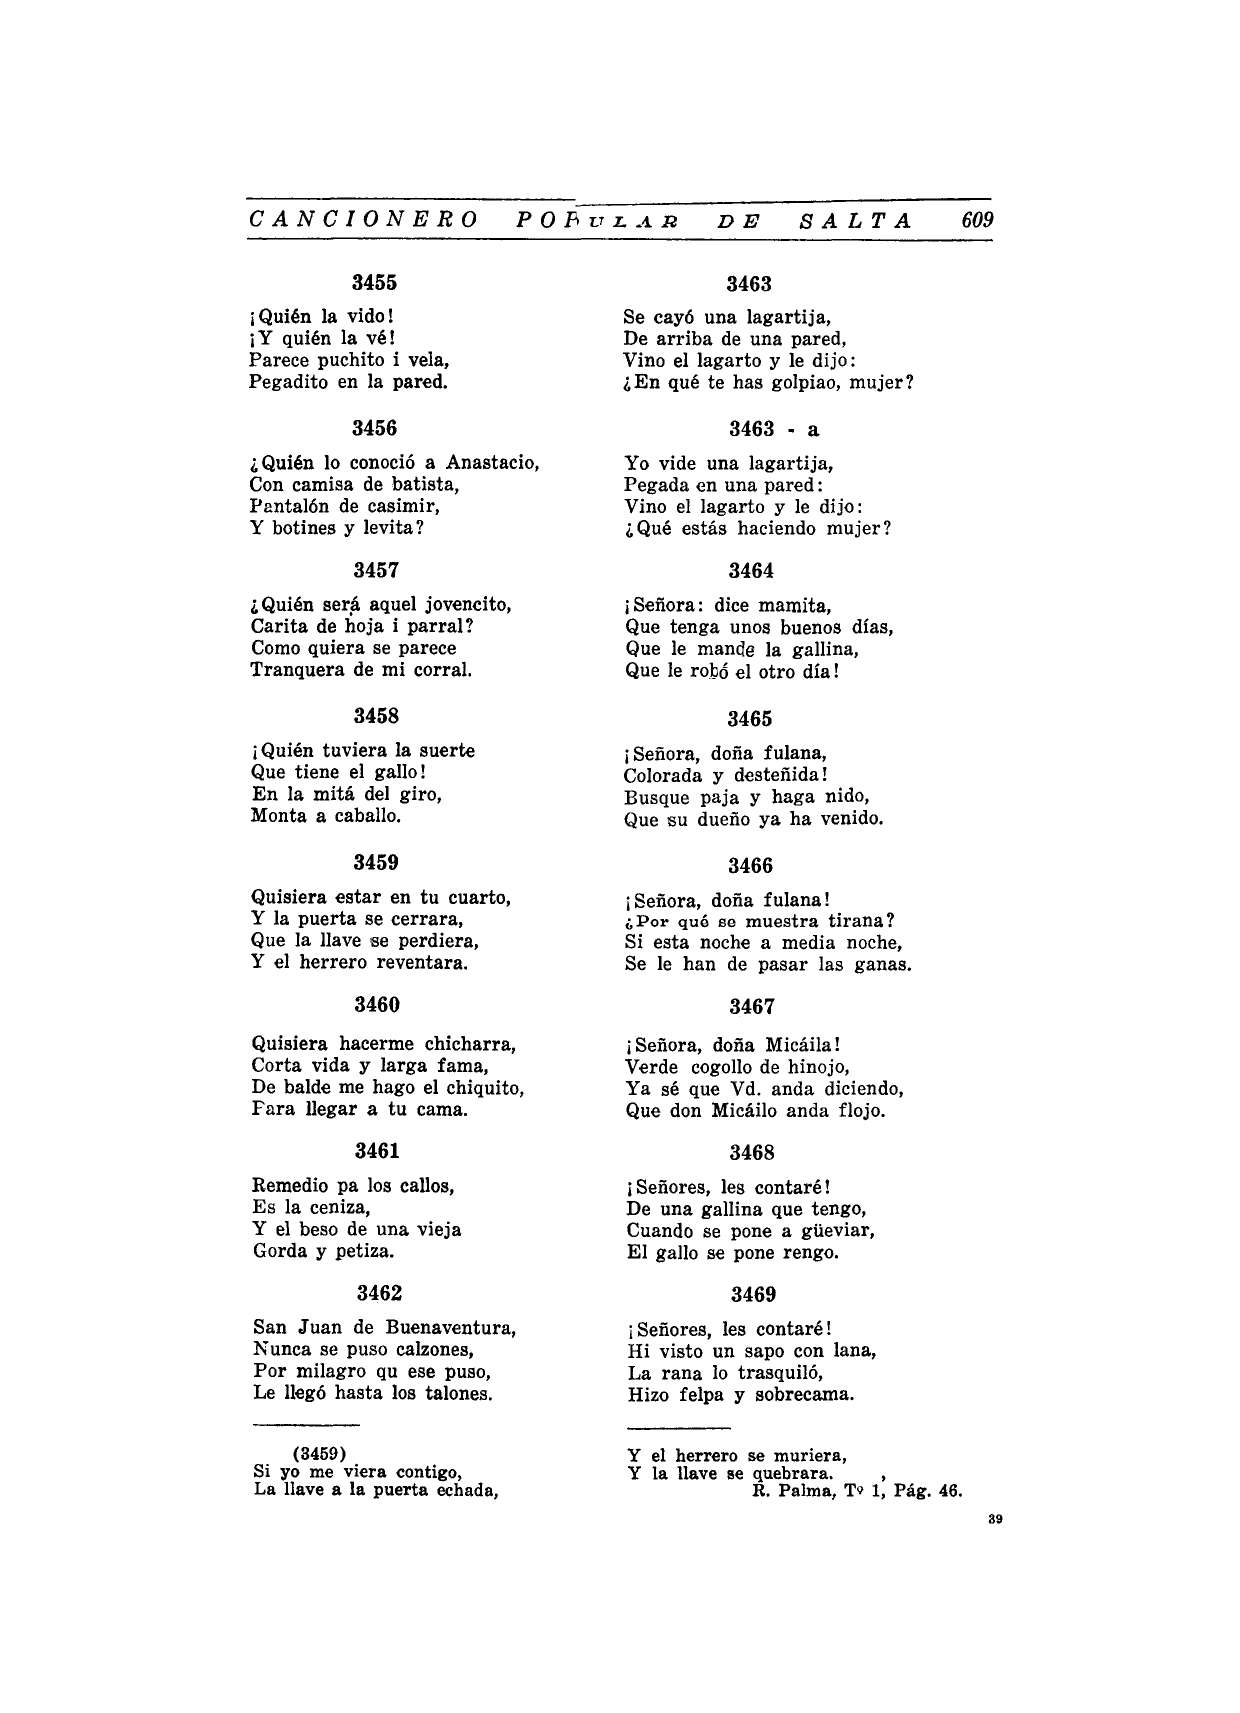 CANCIONERO POPULAR DE SALTA 609
3455
¡Quién la vido!
¡Y quién la vé!
Parece puchito i vela,
Pegadito en la pared.
3456
¿Quién lo conoció a Anastacio,
Con camisa de batista,
Pantalón de casimir,
Y botines y levita?
3457
¿Quién será aquel jovencito,
Carita de hoja i parral?
Como quiera se parece
Tranquera de mi corral.
3458
¡Quién tuviera la suerte
Que tiene el gallo!
En la mitá del giro,
Monta a caballo.
3459
Quisiera estar en tu cuarto,
Y la puerta se cerrara,
Que la llave se perdiera,
Y el herrero reventara.
3460
Quisiera hacerme chicharra,
Corta vida y larga fama,
De balde me hago el chiquito,
Para llegar a tu cama.
3461
Remedio pa los callos,
Es la ceniza,
Y el beso de una vieja
Gorda y petiza.
3462
San Juan de Buenaventura,
Nunca se puso calzones,
Por milagro qu ese puso,
Le llegó hasta los talones.
(3459)
Si yo me viera contigo,
La llave a la puerta echada,
3463
Se cayó una lagartija,
De arriba de una pared,
Vino el lagarto y le dijo:
¿En qué te has golpiao, mujer?
3463 - a
Yo vide una lagartija,
Pegada en una pared:
Vino el lagarto y le dijo:
¿Qué estás haciendo mujer?
3464
¡Señora: dice mamita,
Que tenga unos buenos días,
Que le mande la gallina,
Que le robó el otro día!
3465
¡Señora, doña fulana,
Colorada y desteñida!
Busque paja y haga nido,
Que su dueño ya ha venido.
3466
¡Señora, doña fulana!
¿Por qué se muestra tirana?
Si esta noche a media noche,
Se le han de pasar las ganas.
3467
¡Señora, doña Micáila!
Verde cogollo de hinojo,
Ya sé que Vd. anda diciendo,
Que don Micáilo anda flojo.
3468
¡Señores, les contaré!
De una gallina que tengo,
Cuando se pone a güeviar,
El gallo se pone rengo.
3469
¡Señores, les contaré!
Hi visto un sapo con lana,
La rana lo trasquiló,
Hizo felpa y sobrecama.
Y el herrero se muriera,
Y la llave se quebrara.
R. Palma, Tº 1, Pág. 46.
39